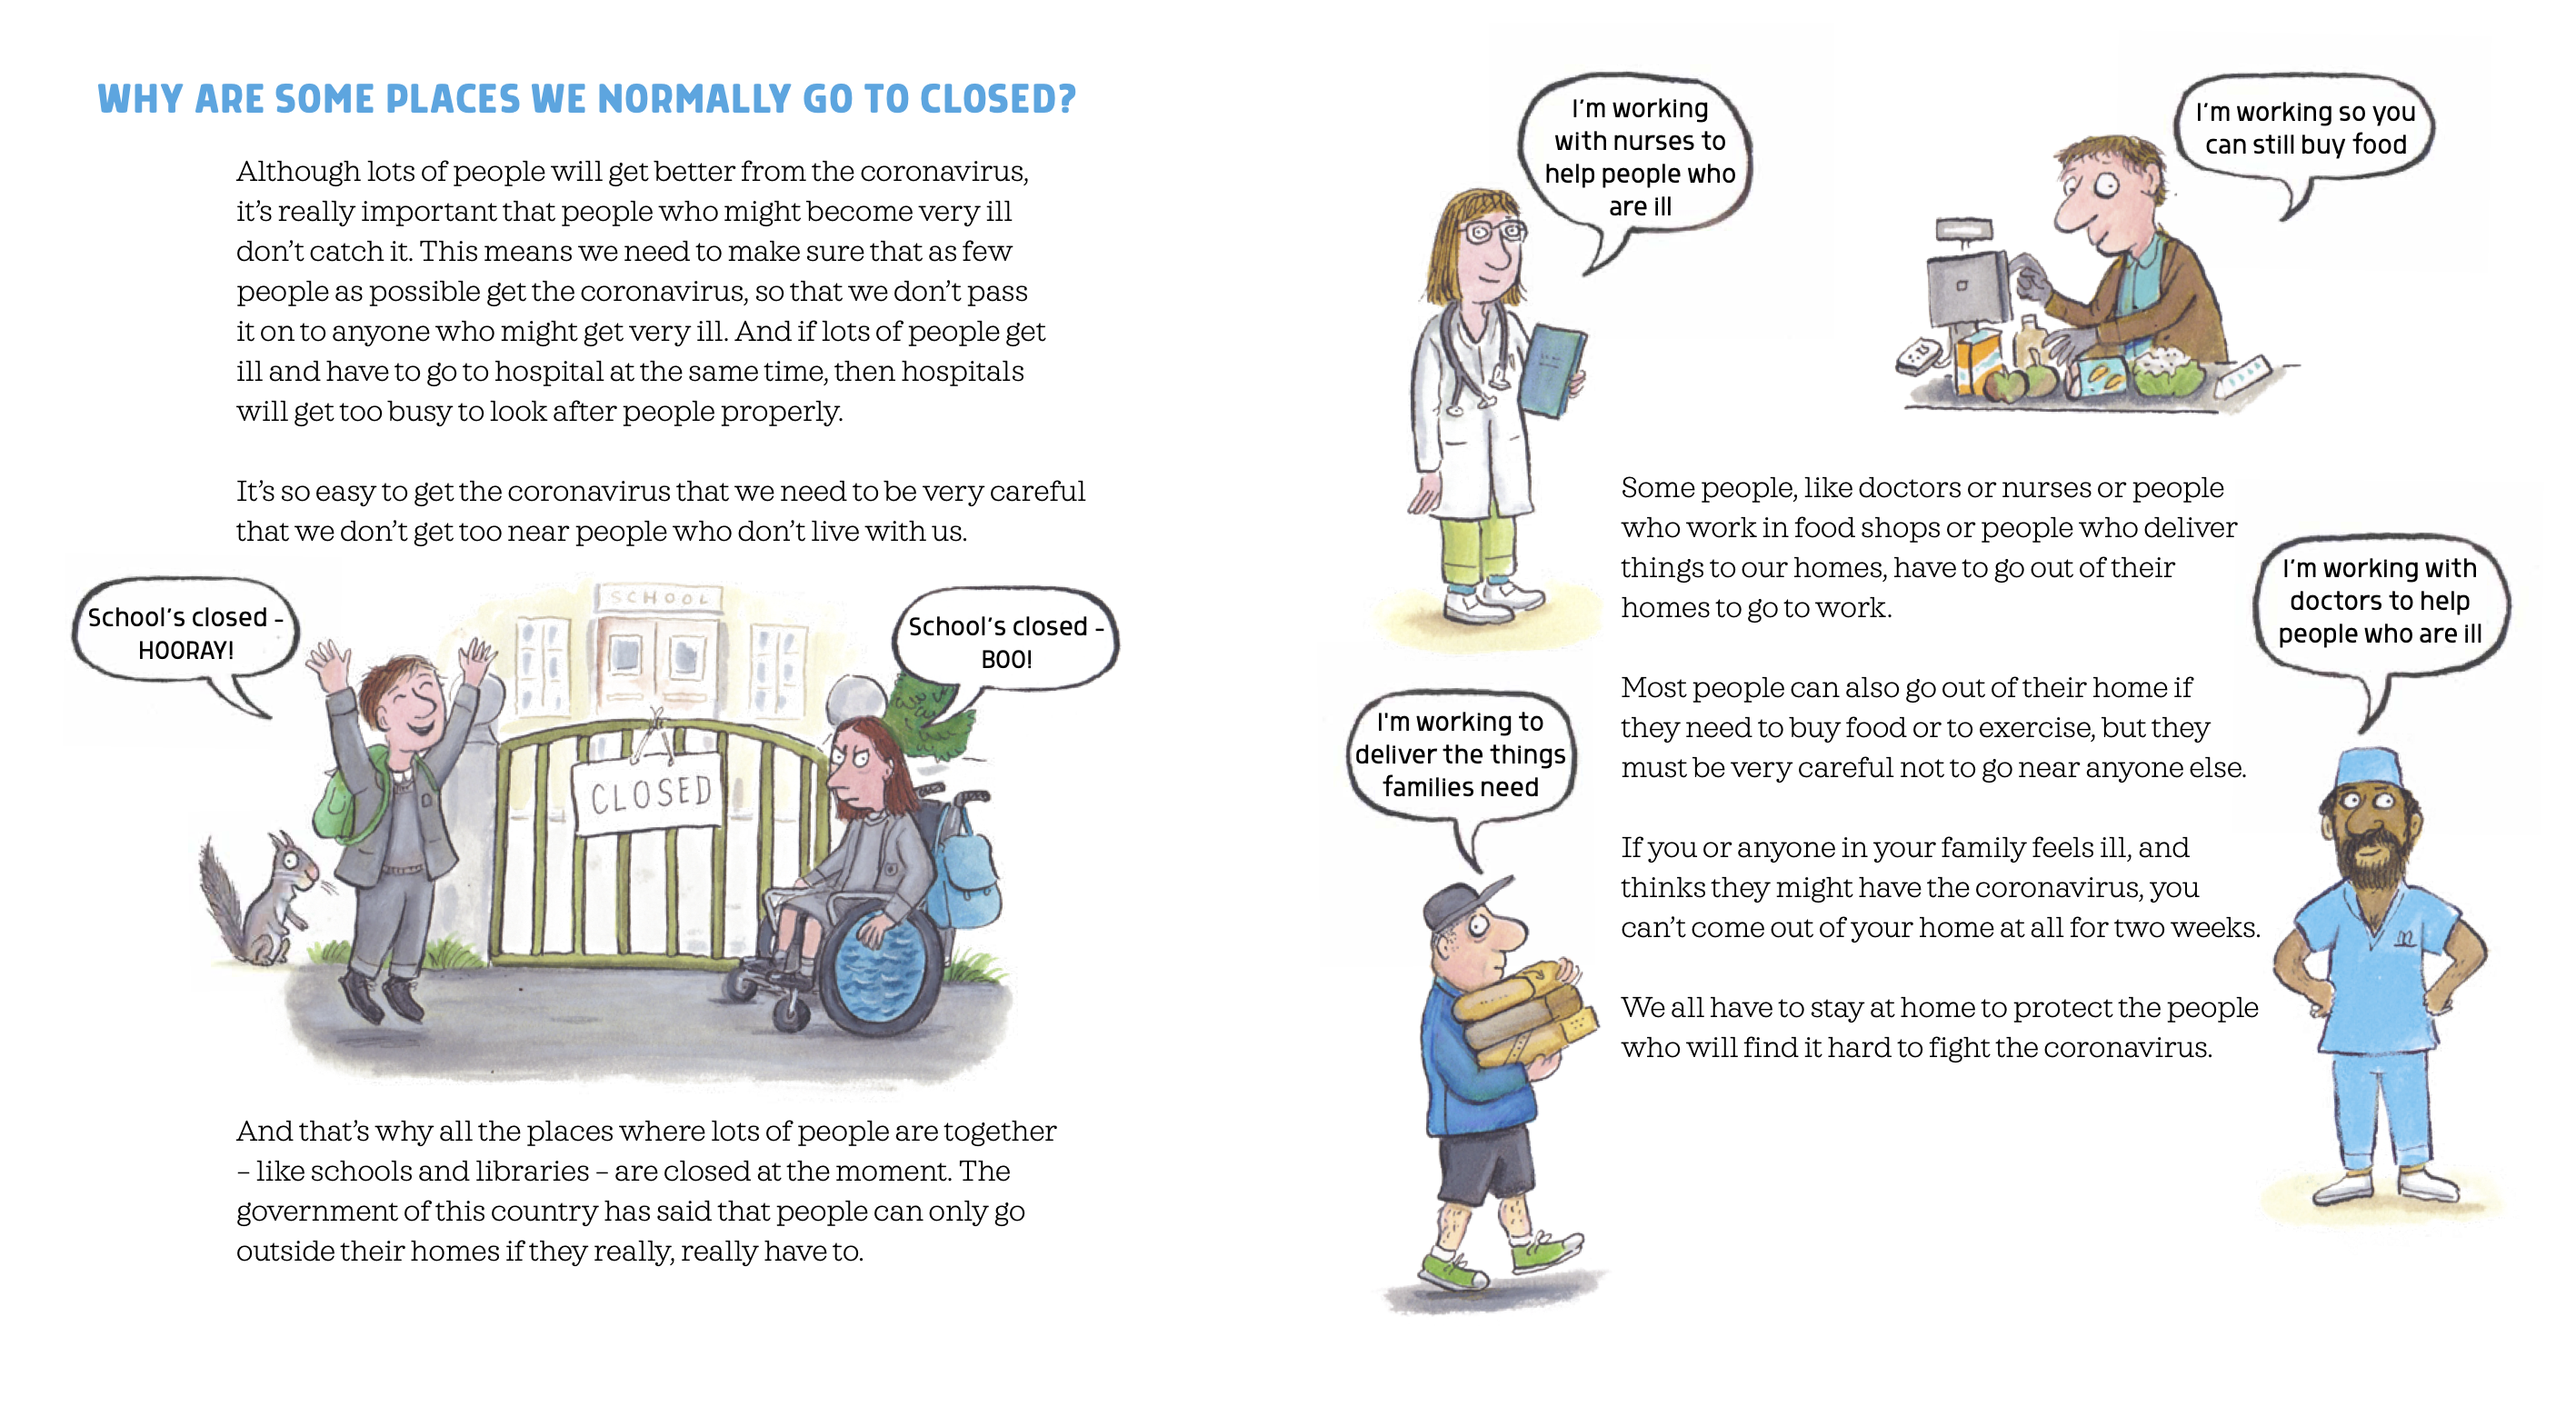 WHY ARE SOME PLACES WE NORMALLY GO TO CLOSED?
Although lots of people will get better from the coronavirus,
it's really important that people who might become very ill
don't catch it. This means we need to make sure that as few
people as possible get the coronavirus, so that we don't pass
it on to anyone who might get very ill. And if lots of people get
ill and have to go to hospital at the same time, then hospitals
will get too busy to look after people properly.
It's so easy to get the coronavirus that we need to be very careful
that we don't get too near people who don't live with us.
School's closed -
HOORAY!
SCHOOL
CLOSED
School's closed -
BOO!
And that's why all the places where lots of people are together
– like schools and libraries – are closed at the moment. The
government of this country has said that people can only go
outside their homes if they really, really have to.
I'm working
with nurses to
help people who
are ill
I'm working so you
can still buy food
Some people, like doctors or nurses or people
who work in food shops or people who deliver
things to our homes, have to go out of their
homes to go to work.
I'm working with
doctors to help
people who are ill
I'm working to
deliver the things
families need
Most people can also go out of their home if
they need to buy food or to exercise, but they
must be very careful not to go near anyone else.
If you or anyone in your family feels ill, and
thinks they might have the coronavirus, you
can't come out of your home at all for two weeks.
We all have to stay at home to protect the people
who will find it hard to fight the coronavirus.